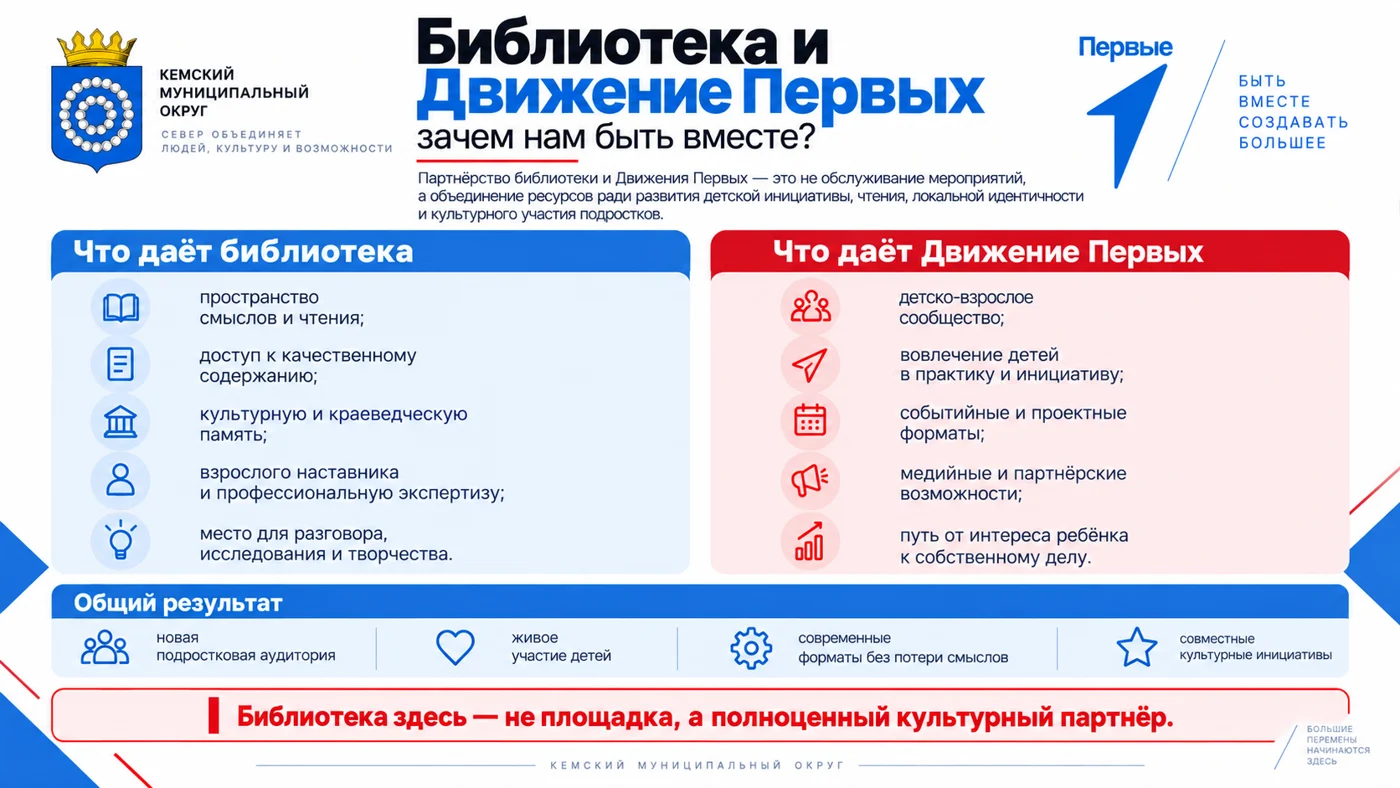 КЕМСКИЙ
МУНИЦИПАЛЬНЫЙ
ОКРУГ
СЕВЕР ОБЪЕДИНЯЕТ
ЛЮДЕЙ, КУЛЬТУРУ И ВОЗМОЖНОСТИ
Библиотека и
Движение Первых
зачем нам быть вместе?
Партнёрство библиотеки и Движения Первых — это не обслуживание мероприятий,
а объединение ресурсов ради развития детской инициативы, чтения, локальной идентичности
и культурного участия подростков.
Первые
БЫТЬ
ВМЕСТЕ
СОЗДАВАТЬ
БОЛЬШЕЕ
Что даёт библиотека
пространство
смыслов и чтения;
доступ к качественному
содержанию;
культурную и краеведческую
память;
взрослого наставника
и профессиональную экспертизу;
место для разговора,
исследования и творчества.
Что даёт Движение Первых
детско-взрослое
сообщество;
вовлечение детей
в практику и инициативу;
событийные и проектные
форматы;
медийные и партнёрские
возможности;
путь от интереса ребёнка
к собственному делу.
Общий результат
новая
подростковая аудитория
живое
участие детей
современные
форматы без потери смыслов
совместные
культурные инициативы
Библиотека здесь — не площадка, а полноценный культурный партнёр.
КЕМСКИЙ МУНИЦИПАЛЬНЫЙ ОКРУГ
БОЛЬШИЕ
ПЕРЕМЕНЫ
НАЧИНАЮТСЯ
ЗДЕСЬ